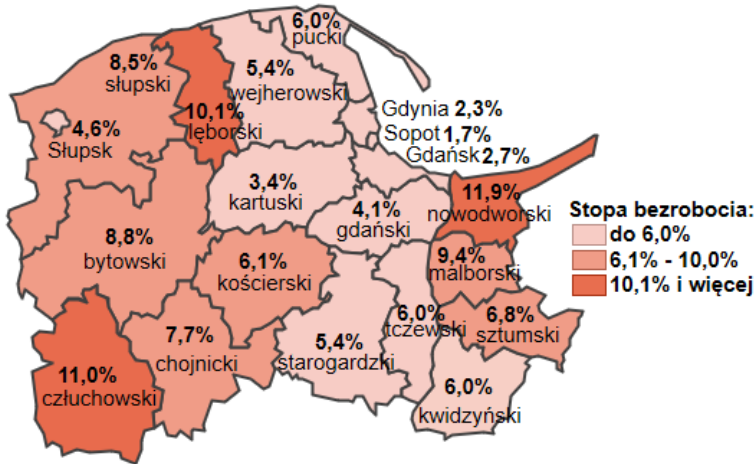 6,0%
pucki
8,5%
słupski
5,4%
wejherowski
10,1%
lęborski
4,6%
Słupsk
Gdynia 2,3%
Sopot 1,7%
Gdańsk 2,7%
3,4%
kartuski
4,1%
gdański
11,9%
nowodworski
8,8%
bytowski
6,1%
kościerski
9,4%
malborski
7,7%
chojnicki
5,4%
starogardzki
6,0%
tczewski
6,8%
sztumski
11,0%
człuchowski
6,0%
kwidzyński
Stopa bezrobocia:
do 6,0%
6,1% - 10,0%
10,1% i więcej